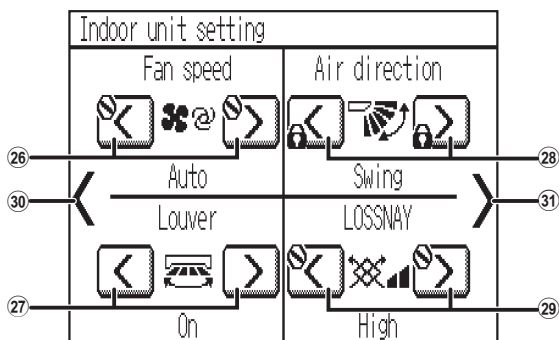 Indoor unit setting
Fan speed Air direction
26 28
Auto Swing
30 31
Louver LOSSNAY
27 29
On High